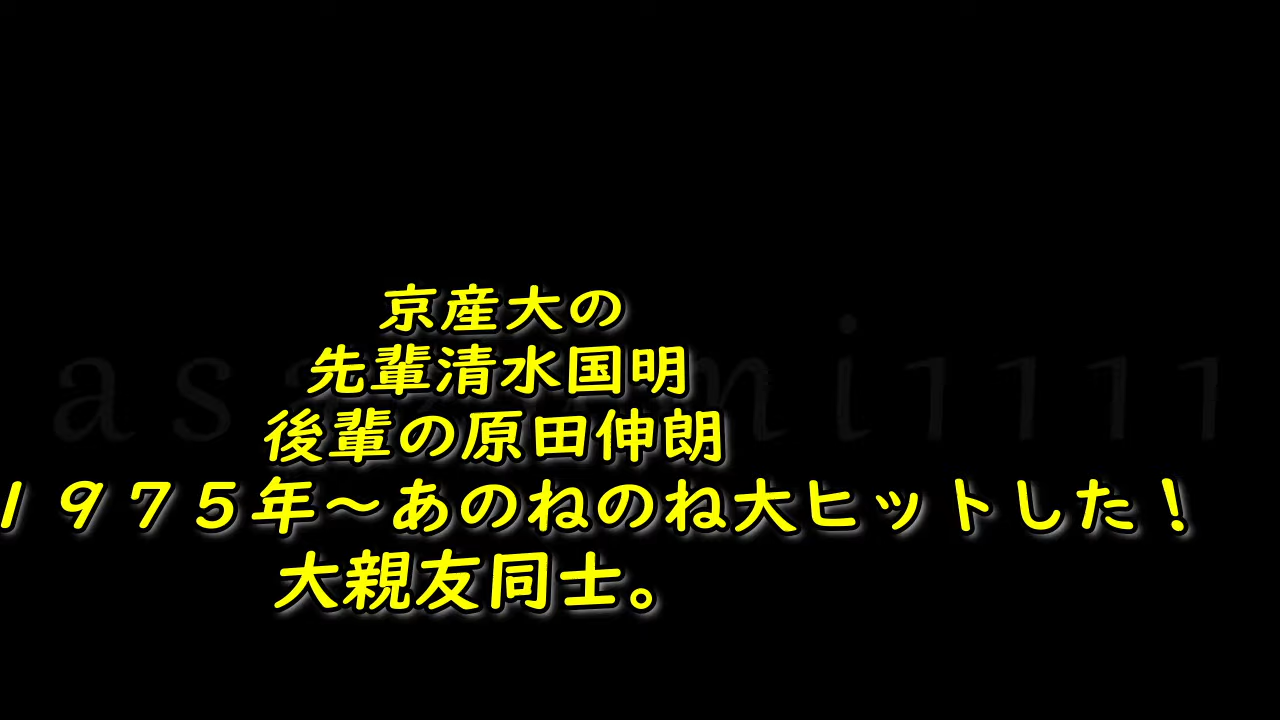 京産大の
先輩清水国明
後輩の原田伸朗
１９７５年～あのねのね大ヒットした！
大親友同士。